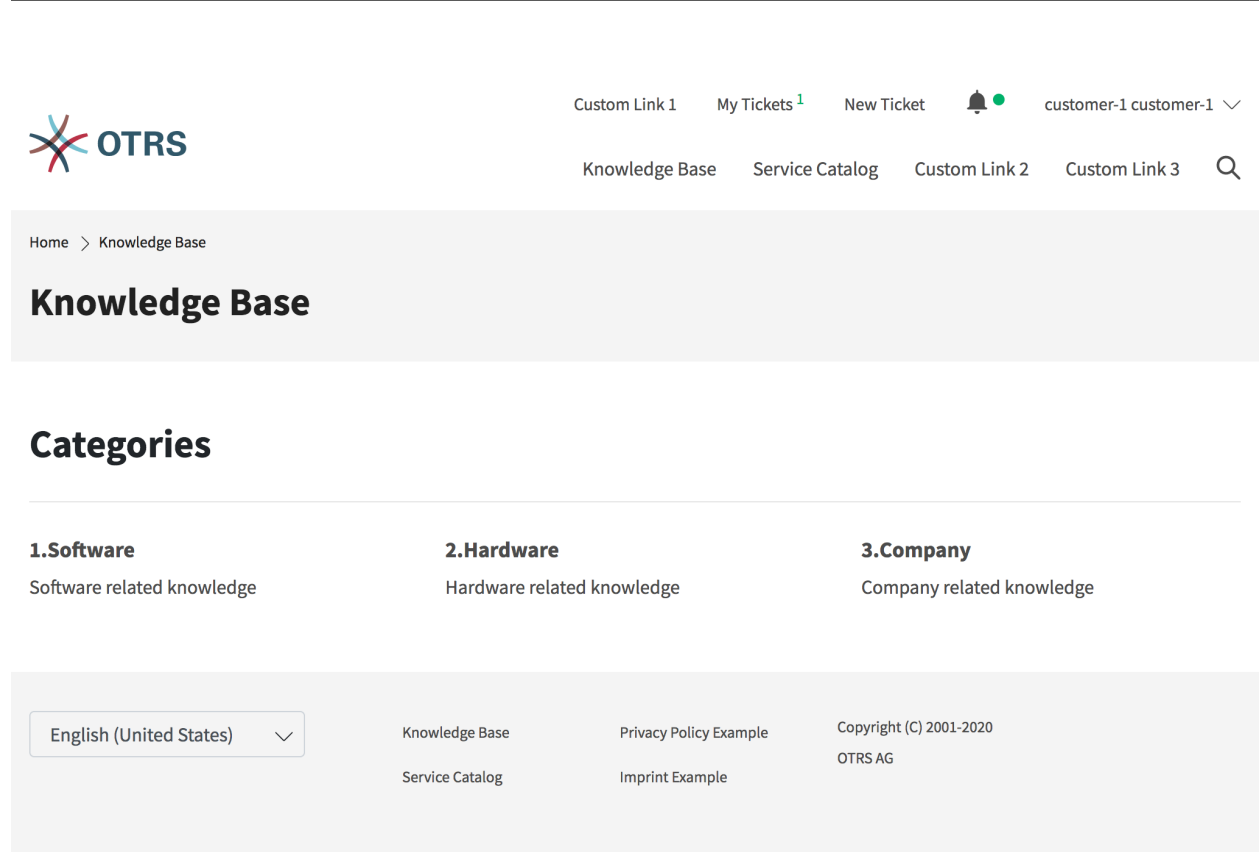 Custom Link 1 My Tickets 1 New Ticket customer-1 customer-1
OTRS
Knowledge Base Service Catalog Custom Link 2 Custom Link 3
Home Knowledge Base
Knowledge Base
Categories
1.Software 2.Hardware 3.Company
Software related knowledge Hardware related knowledge Company related knowledge
English (United States) Knowledge Base Privacy Policy Example Copyright (C) 2001-2020
OTRS AG
Service Catalog Imprint Example